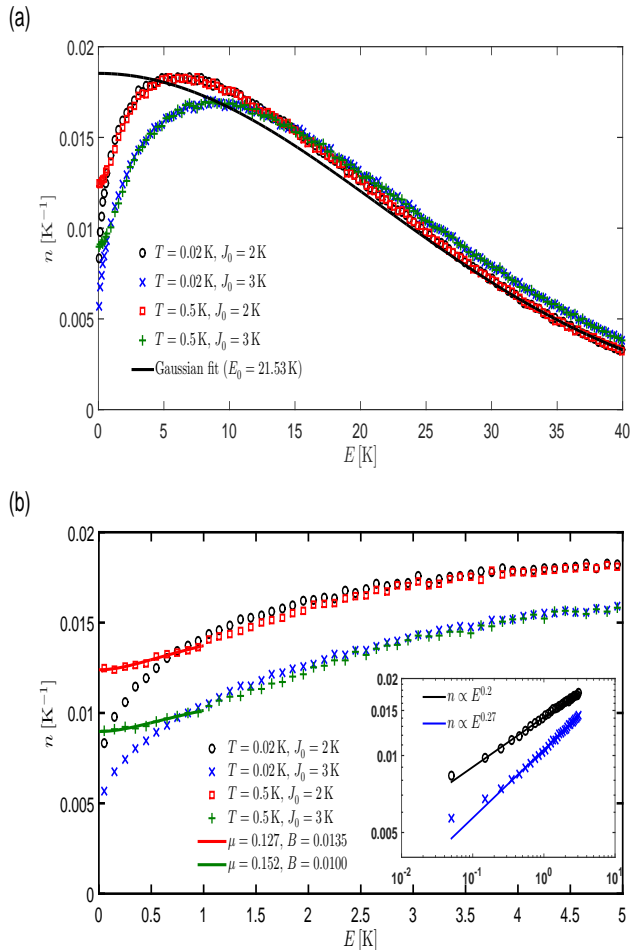 (a)
0.02
0.015
0.01
0.005
0
n [K⁻¹]
T = 0.02 K, J₀ = 2 K
T = 0.02 K, J₀ = 3 K
T = 0.5 K, J₀ = 2 K
T = 0.5 K, J₀ = 3 K
Gaussian fit (E₀ = 21.53 K)
0 5 10 15 20 25 30 35 40
E [K]
(b)
0.02
0.015
0.01
0.005
0
n [K⁻¹]
T = 0.02 K, J₀ = 2 K
T = 0.02 K, J₀ = 3 K
T = 0.5 K, J₀ = 2 K
T = 0.5 K, J₀ = 3 K
μ = 0.127, B = 0.0135
μ = 0.152, B = 0.0100
0.020
0.015
0.010
0.005
n ∝ E^0.2
n ∝ E^0.27
10⁻² 10⁻¹ 10⁰ 10¹
0 0.5 1 1.5 2 2.5 3 3.5 4 4.5 5
E [K]